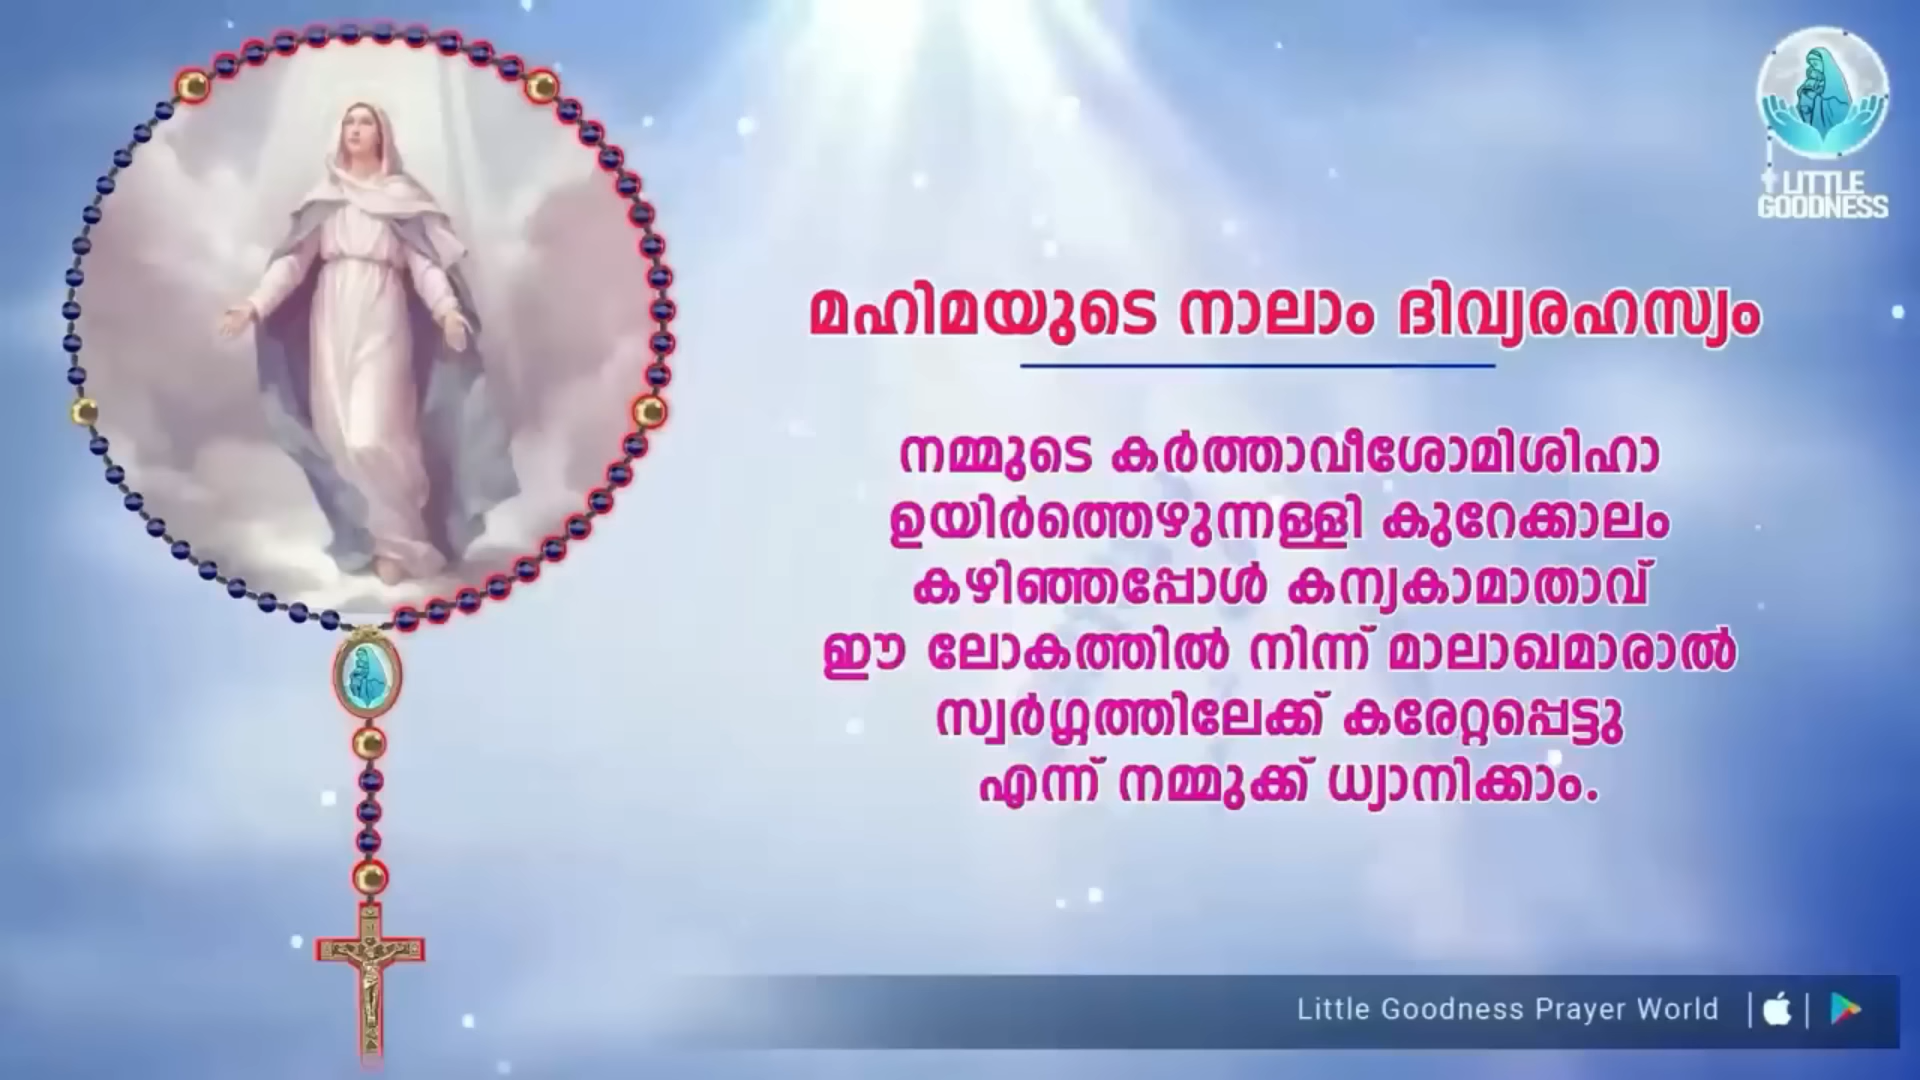 LITTLE
GOODNESS
മഹിമയുടെ നാലാം ദിവ്യരഹസ്യം
നമ്മുടെ കർത്താവീശോമിശിഹാ
ഉയിർത്തെഴുന്നള്ളി കുറേക്കാലം
കഴിഞ്ഞപ്പോൾ കന്യകാമാതാവ്
ഈ ലോകത്തിൽ നിന്ന് മാലാഖമാരാൽ
സ്വർഗ്ഗത്തിലേക്ക് കരേറ്റപ്പെട്ടു
എന്ന് നമ്മുക്ക് ധ്യാനിക്കാം.
Little Goodness Prayer World